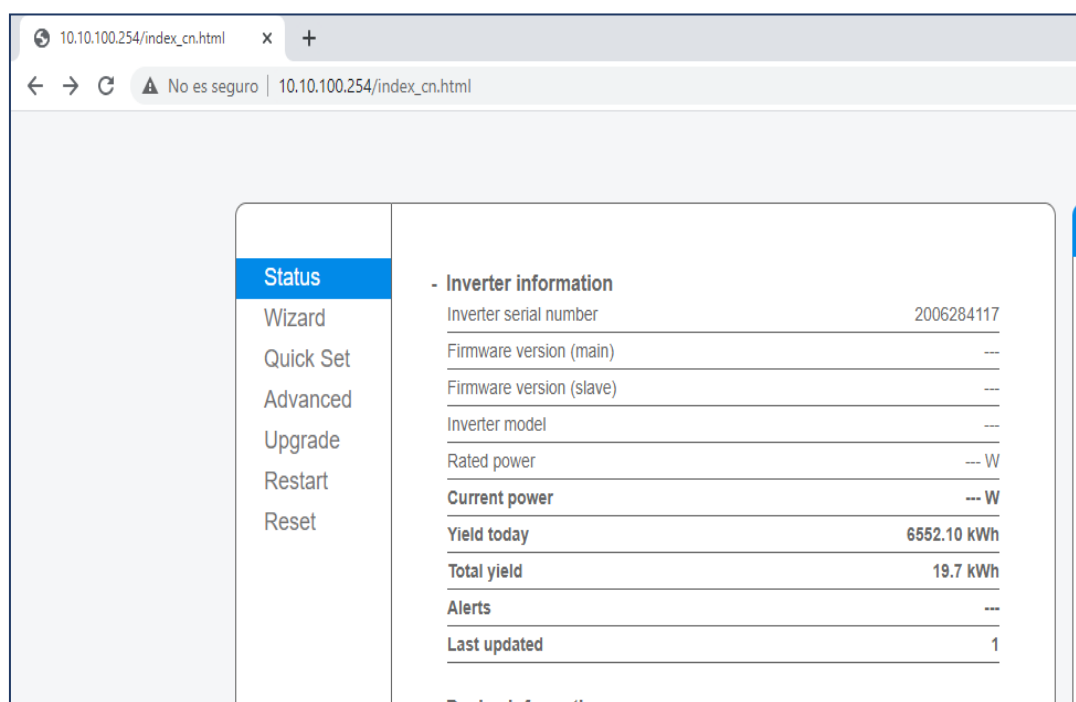 10.10.100.254/index_cn.html
No es seguro | 10.10.100.254/index_cn.html
Status
Wizard
Quick Set
Advanced
Upgrade
Restart
Reset
- Inverter information
Inverter serial number 2006284117
Firmware version (main) ---
Firmware version (slave) ---
Inverter model ---
Rated power --- W
Current power --- W
Yield today 6552.10 kWh
Total yield 19.7 kWh
Alerts ---
Last updated 1